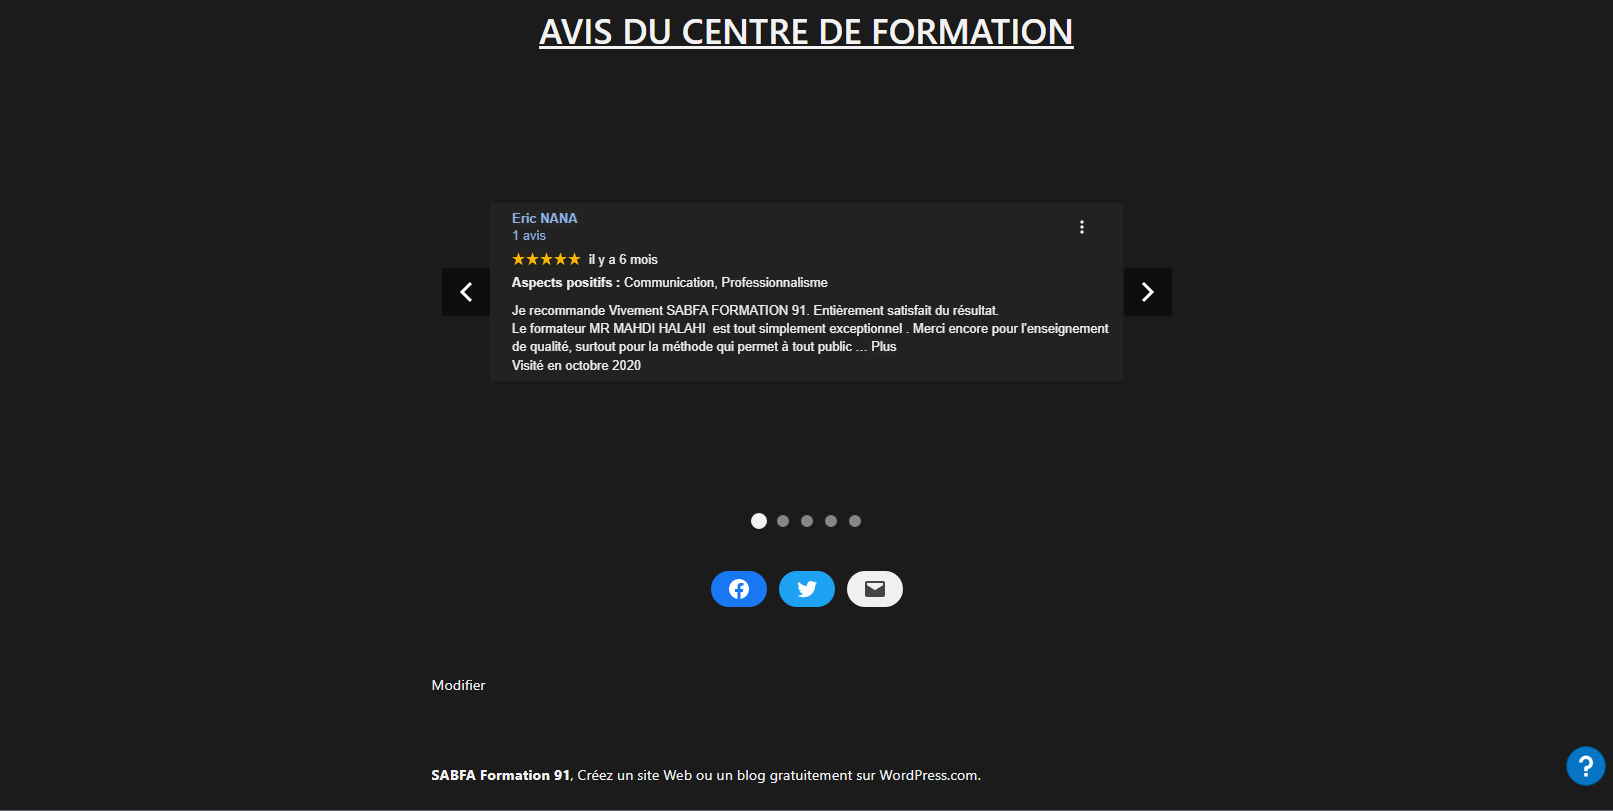 AVIS DU CENTRE DE FORMATION
Eric NANA
1 avis
★★★★★ il y a 6 mois
Aspects positifs : Communication, Professionnalisme
Je recommande Vivement SABFA FORMATION 91. Entièrement satisfait du résultat.
Le formateur MR MAHDI HALAHI  est tout simplement exceptionnel . Merci encore pour l'enseignement
de qualité, surtout pour la méthode qui permet à tout public … Plus
Visité en octobre 2020
Modifier
SABFA Formation 91, Créez un site Web ou un blog gratuitement sur WordPress.com.
?